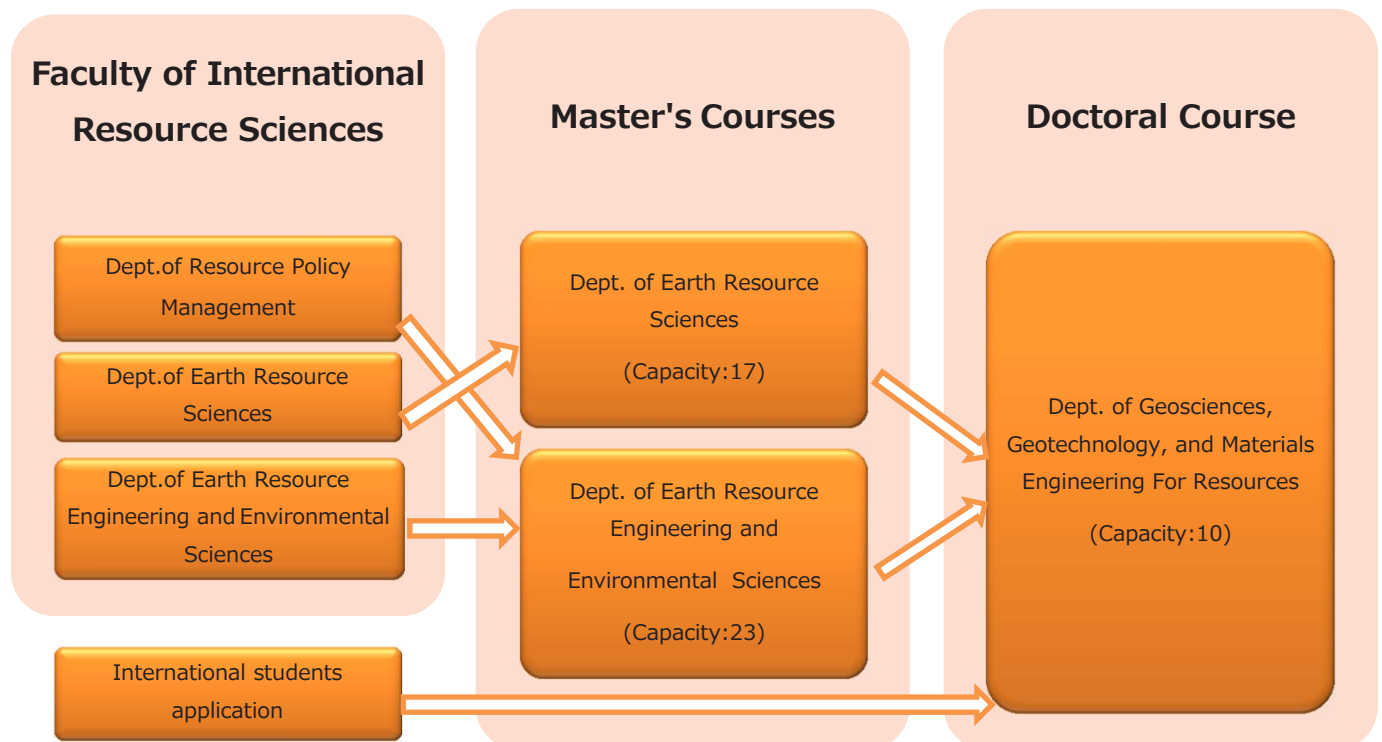 Faculty of International
Resource Sciences
Dept.of Resource Policy
Management
Dept.of Earth Resource
Sciences
Dept.of Earth Resource
Engineering and Environmental
Sciences
International students
application
Master's Courses
Dept. of Earth Resource
Sciences
(Capacity:17)
Dept. of Earth Resource
Engineering and
Environmental Sciences
(Capacity:23)
Doctoral Course
Dept. of Geosciences,
Geotechnology, and Materials
Engineering For Resources
(Capacity:10)